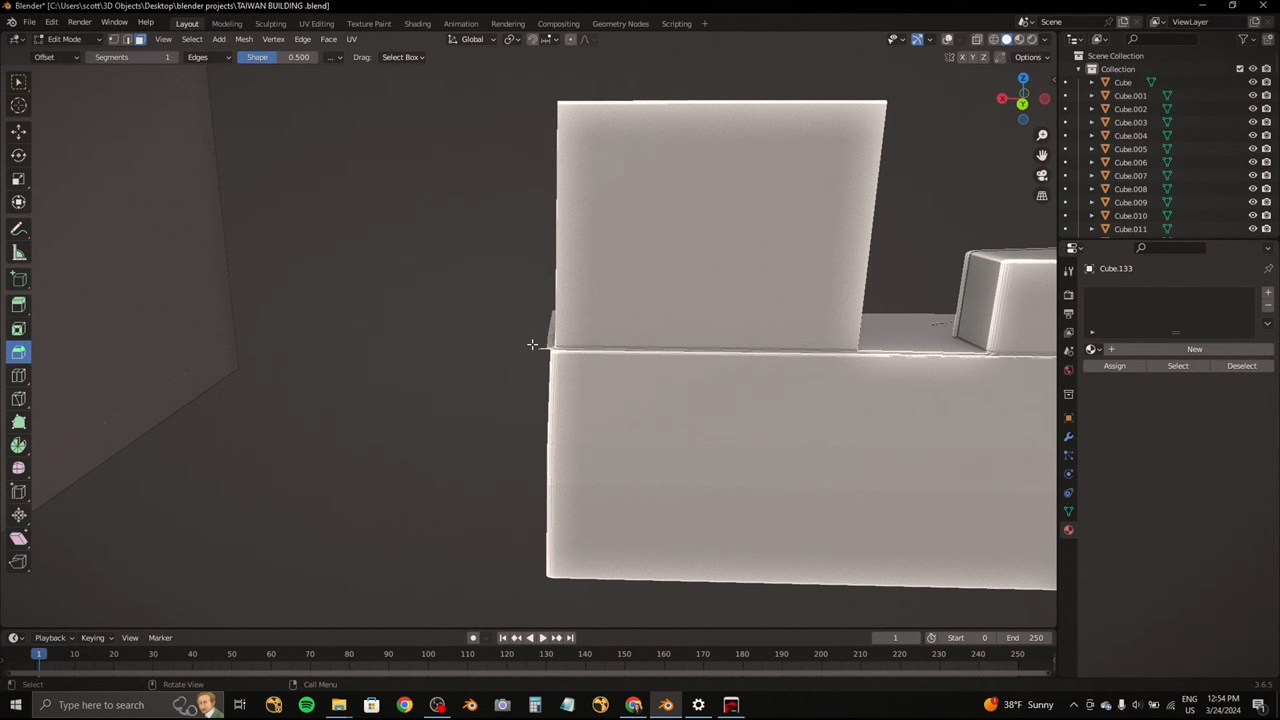 Blender* [C:\Users\scott\3D Objects\Desktop\blender projects\TAIWAN BUILDING .blend]
File Edit Render Window Help Layout Modeling Sculpting UV Editing Texture Paint Shading Animation Rendering Compositing Geometry Nodes Scripting + Scene ViewLayer
Edit Mode View Select Add Mesh Vertex Edge Face UV Global
Offset Segments 1 Edges Shape 0.500 ... Drag: Select Box X Y Z Options
Scene Collection
Collection
Cube
Cube.001
Cube.002
Cube.003
Cube.004
Cube.005
Cube.006
Cube.007
Cube.008
Cube.009
Cube.010
Cube.011
Z
X
Y
Cube.133
New
Assign Select Deselect
Playback Keying View Marker 1 Start 0 End 250
1 10 20 30 40 50 60 70 80 90 100 110 120 130 140 150 160 170 180 190 200 210 220 230 240 250
Select Rotate View Call Menu 3.6.5
Type here to search 38°F Sunny ENG US 12:54 PM 3/24/2024